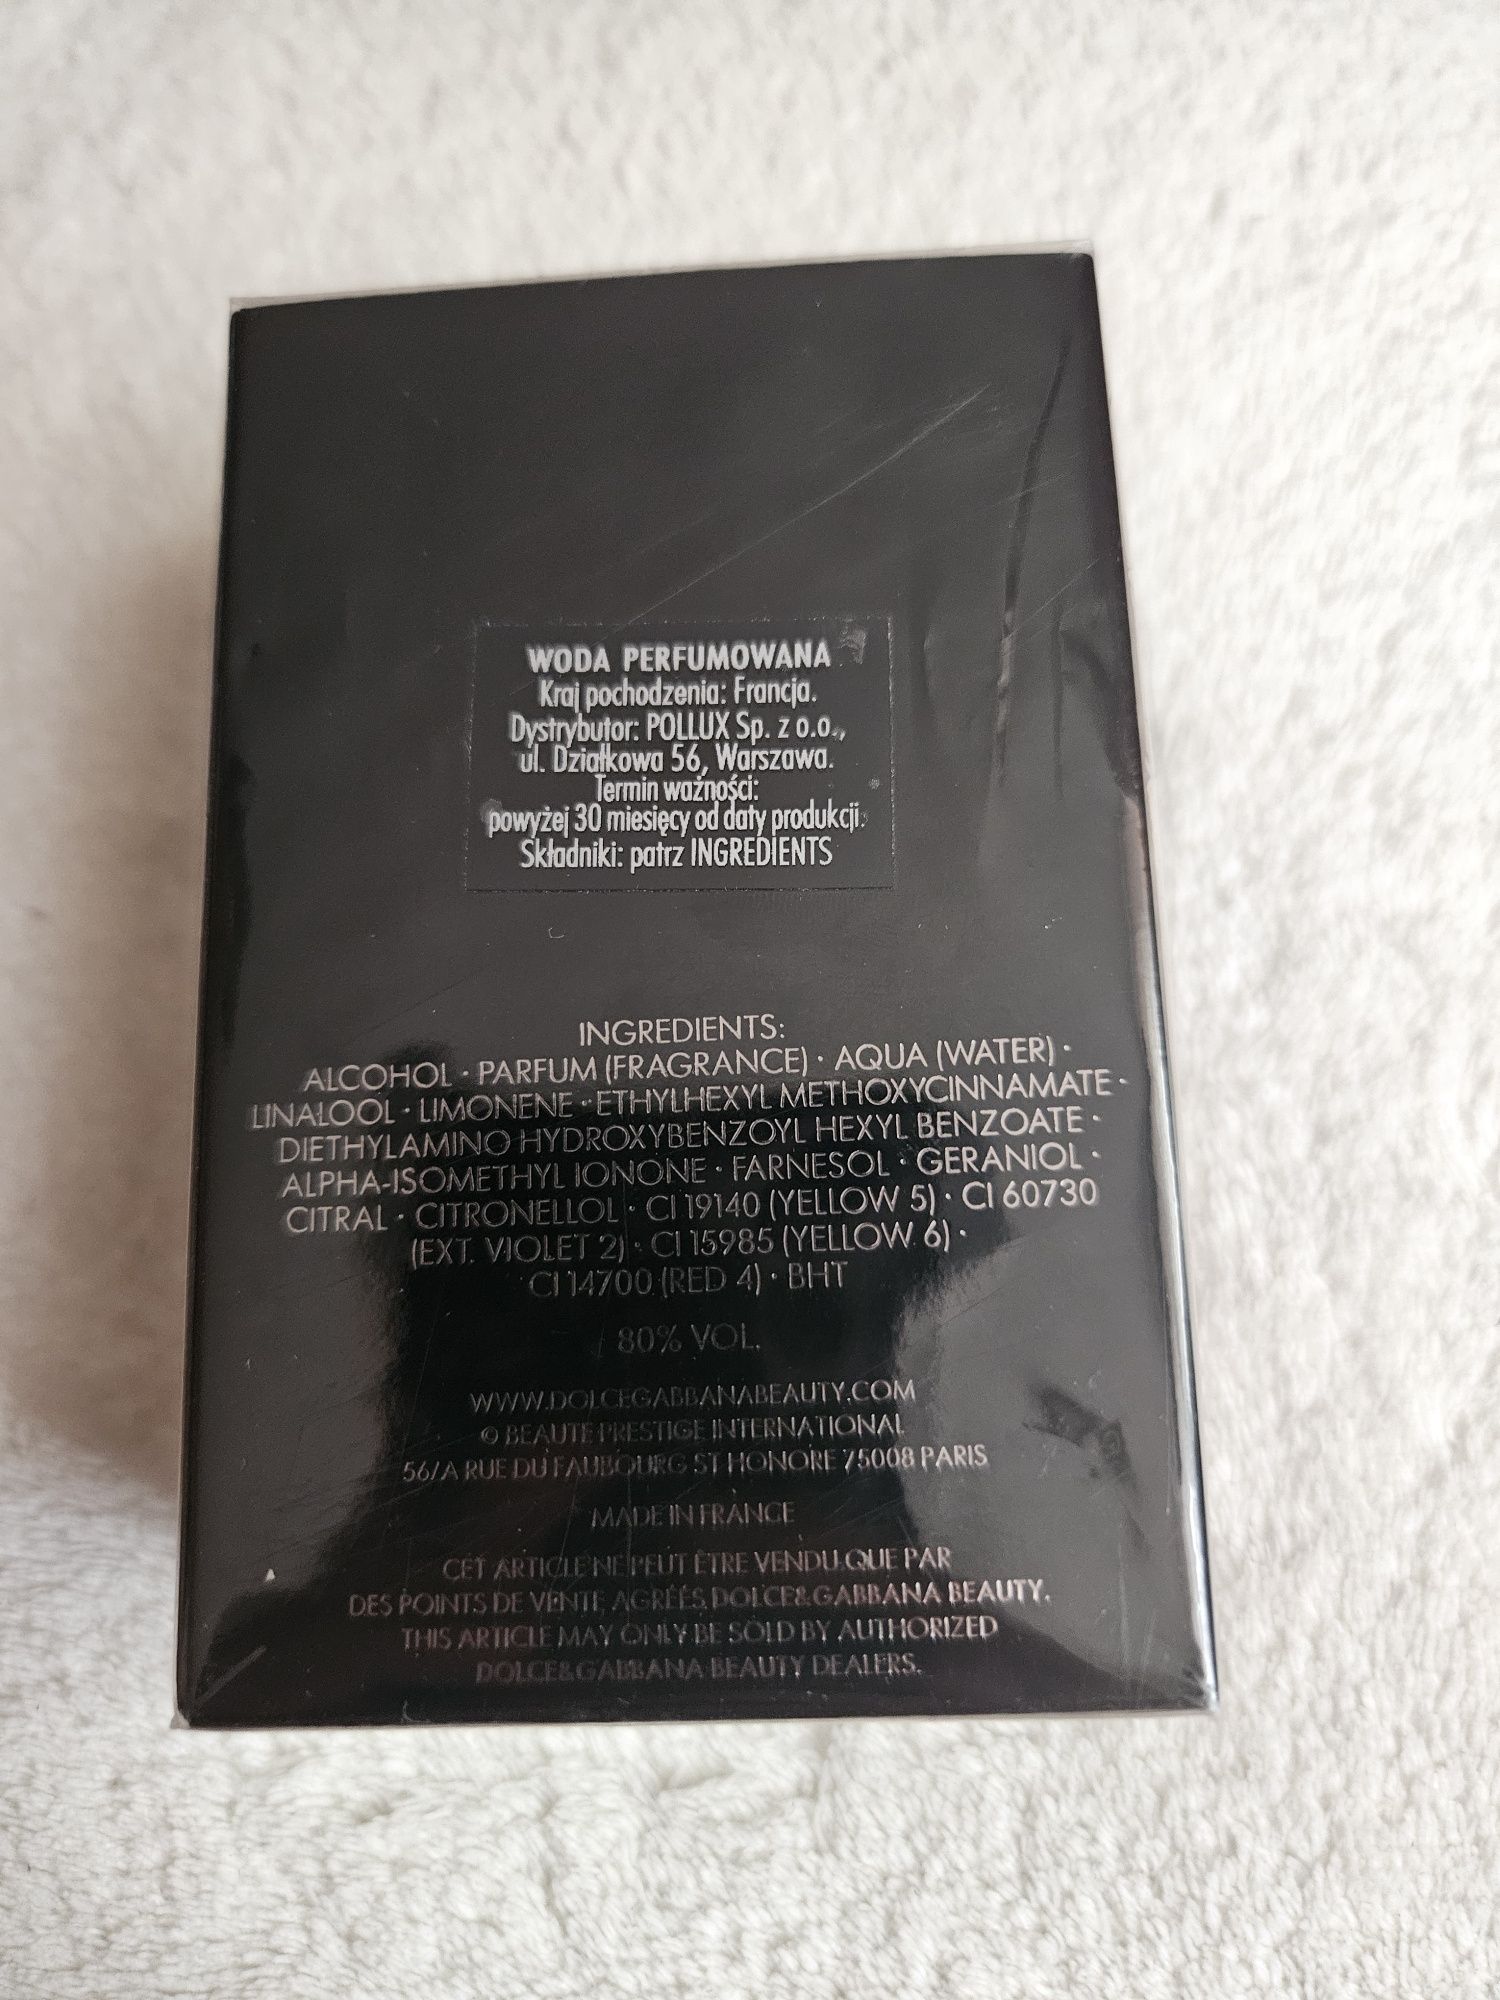 WODA PERFUMOWANA
Kraj pochodzenia: Francja.
Dystrybutor: POLLUX Sp. z o.o.,
ul. Działkowa 56, Warszawa.
Termin ważności:
powyżej 30 miesięcy od daty produkcji.
Składniki: patrz INGREDIENTS
INGREDIENTS:
ALCOHOL · PARFUM (FRAGRANCE) · AQUA (WATER) ·
LINALOOL · LIMONENE · ETHYLHEXYL METHOXYCINNAMATE ·
DIETHYLAMINO HYDROXYBENZOYL HEXYL BENZOATE ·
ALPHA-ISOMETHYL IONONE · FARNESOL · GERANIOL ·
CITRAL · CITRONELLOL · CI 19140 (YELLOW 5) · CI 60730
(EXT. VIOLET 2) · CI 15985 (YELLOW 6) ·
CI 14700 (RED 4) · BHT
80% VOL.
WWW.DOLCEGABBANABEAUTY.COM
© BEAUTE PRESTIGE INTERNATIONAL
56/A RUE DU FAUBOURG ST HONORE 75008 PARIS
MADE IN FRANCE
CET ARTICLE NE PEUT ÊTRE VENDU QUE PAR
DES POINTS DE VENTE AGRÉÉS DOLCE&GABBANA BEAUTY.
THIS ARTICLE MAY ONLY BE SOLD BY AUTHORIZED
DOLCE&GABBANA BEAUTY DEALERS.